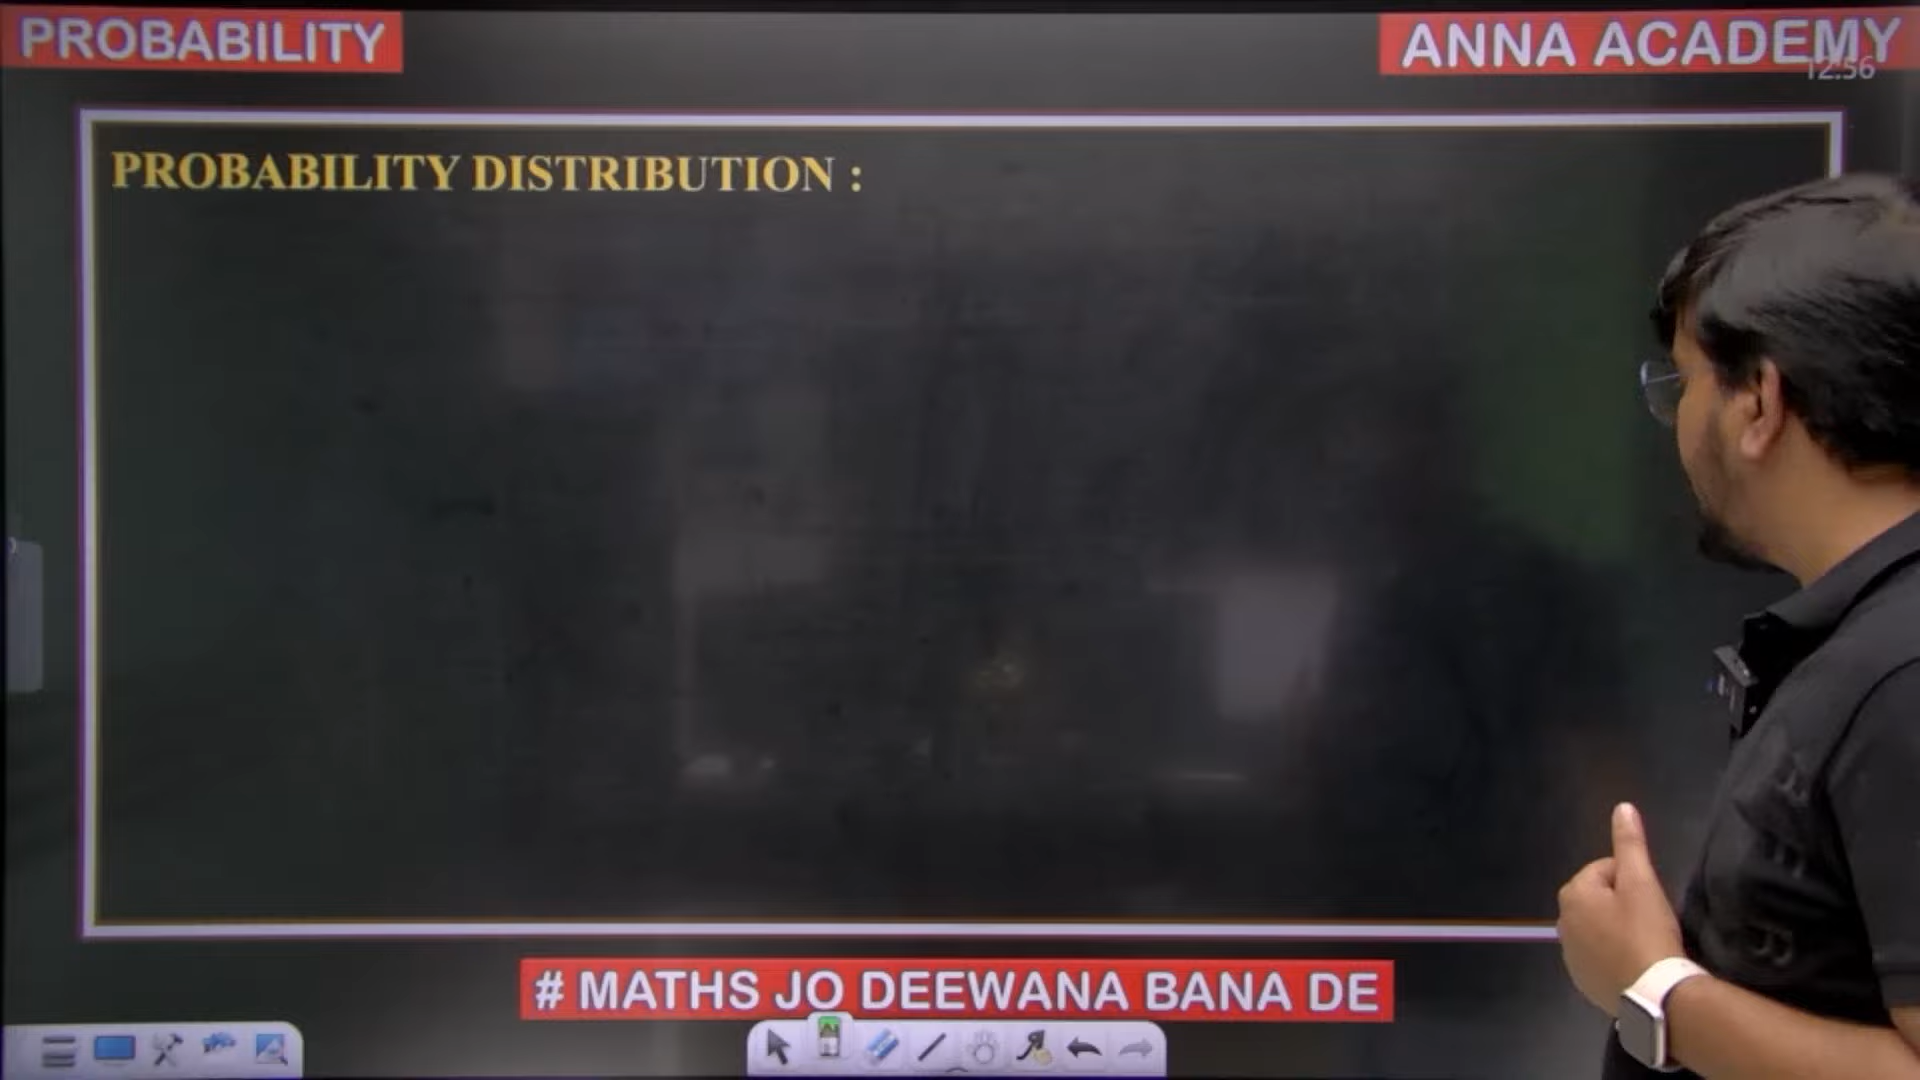 PROBABILITY
ANNA ACADEMY
12:56
PROBABILITY DISTRIBUTION :
# MATHS JO DEEWANA BANA DE